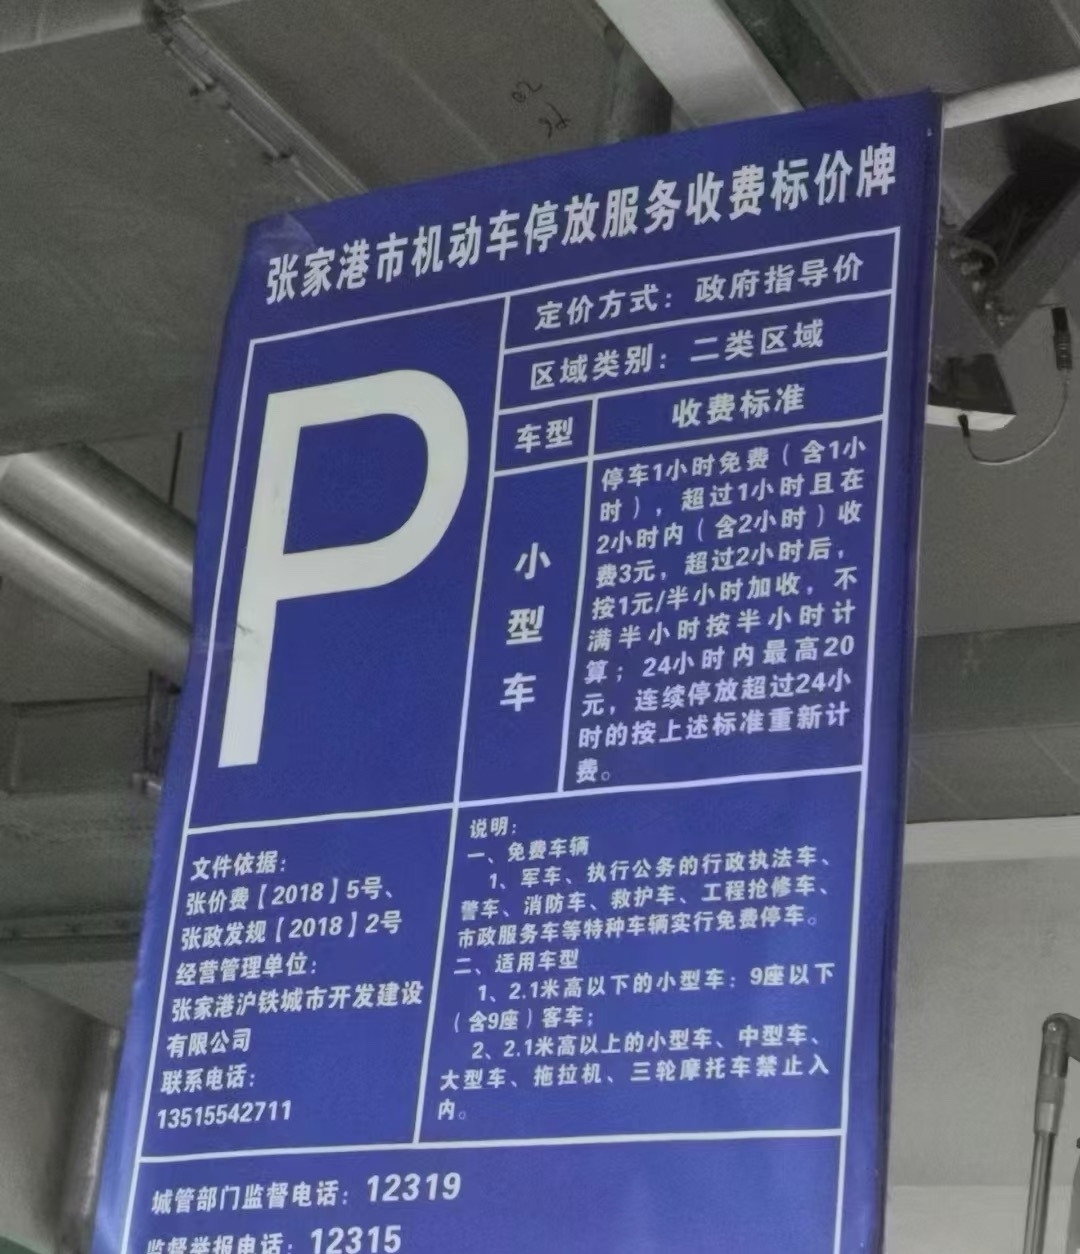 张家港市机动车停放服务收费标价牌
P
定价方式：政府指导价
区域类别：二类区域
车型
收费标准
小
型
车
停车1小时免费（含1小
时），超过1小时且在
2小时内（含2小时）收
费3元，超过2小时后，
按1元/半小时加收，不
满半小时按半小时计
算；24小时内最高20
元，连续停放超过24小
时的按上述标准重新计
费。
文件依据：
张价费【2018】5号、
张政发规【2018】2号
经营管理单位：
张家港沪铁城市开发建设
有限公司
联系电话：
13515542711
说明：
一、免费车辆
1、军车、执行公务的行政执法车、
警车、消防车、救护车、工程抢修车、
市政服务车等特种车辆实行免费停车。
二、适用车型
1、2.1米高以下的小型车：9座以下
（含9座）客车；
2、2.1米高以上的小型车、中型车、
大型车、拖拉机、三轮摩托车禁止入
内。
城管部门监督电话：12319
监督举报电话：12315